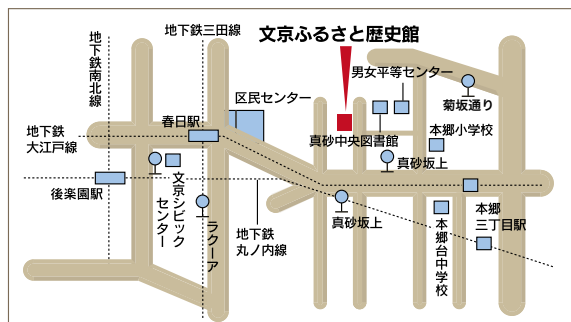 地下鉄三田線
文京ふるさと歴史館
地下鉄南北線
男女平等センター
区民センター
菊坂通り
春日駅
地下鉄
大江戸線
真砂中央図書館
本郷小学校
真砂坂上
後楽園駅
文京シビック
センター
ラクーア
地下鉄
丸ノ内線
真砂坂上
本郷台中学校
本郷
三丁目駅